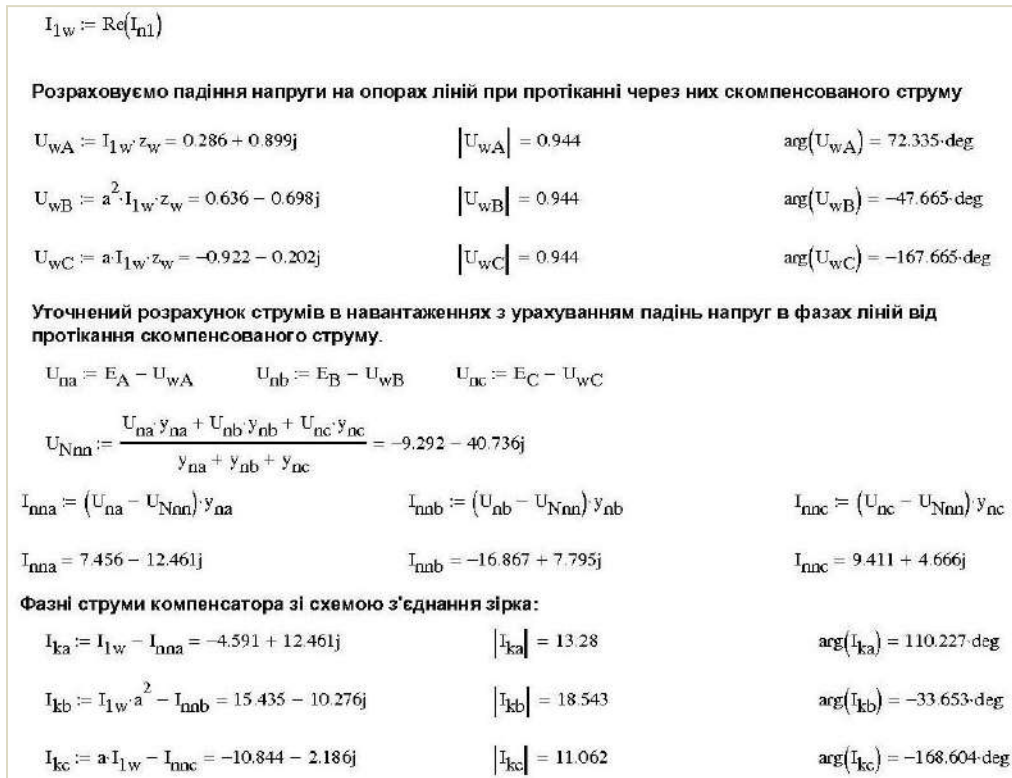 I1w := Re(In1)
Розраховуємо падіння напруги на опорах ліній при протіканні через них скомпенсованого струму
UwA := I1w·zw = 0.286 + 0.899j |UwA| = 0.944 arg(UwA) = 72.335·deg
UwB := a²·I1w·zw = 0.636 − 0.698j |UwB| = 0.944 arg(UwB) = −47.665·deg
UwC := a·I1w·zw = −0.922 − 0.202j |UwC| = 0.944 arg(UwC) = −167.665·deg
Уточнений розрахунок струмів в навантаженнях з урахуванням падінь напруг в фазах ліній від
протікання скомпенсованого струму.
Una := EA − UwA Unb := EB − UwB Unc := EC − UwC
UNnn := (Una·yna + Unb·ynb + Unc·ync) / (yna + ynb + ync) = −9.292 − 40.736j
Inna := (Una − UNnn)·yna Innb := (Unb − UNnn)·ynb Innc := (Unc − UNnn)·ync
Inna = 7.456 − 12.461j Innb = −16.867 + 7.795j Innc = 9.411 + 4.666j
Фазні струми компенсатора зі схемою з'єднання зірка:
Ika := I1w − Inna = −4.591 + 12.461j |Ika| = 13.28 arg(Ika) = 110.227·deg
Ikb := I1w·a² − Innb = 15.435 − 10.276j |Ikb| = 18.543 arg(Ikb) = −33.653·deg
Ikc := a·I1w − Innc = −10.844 − 2.186j |Ikc| = 11.062 arg(Ikc) = −168.604·deg